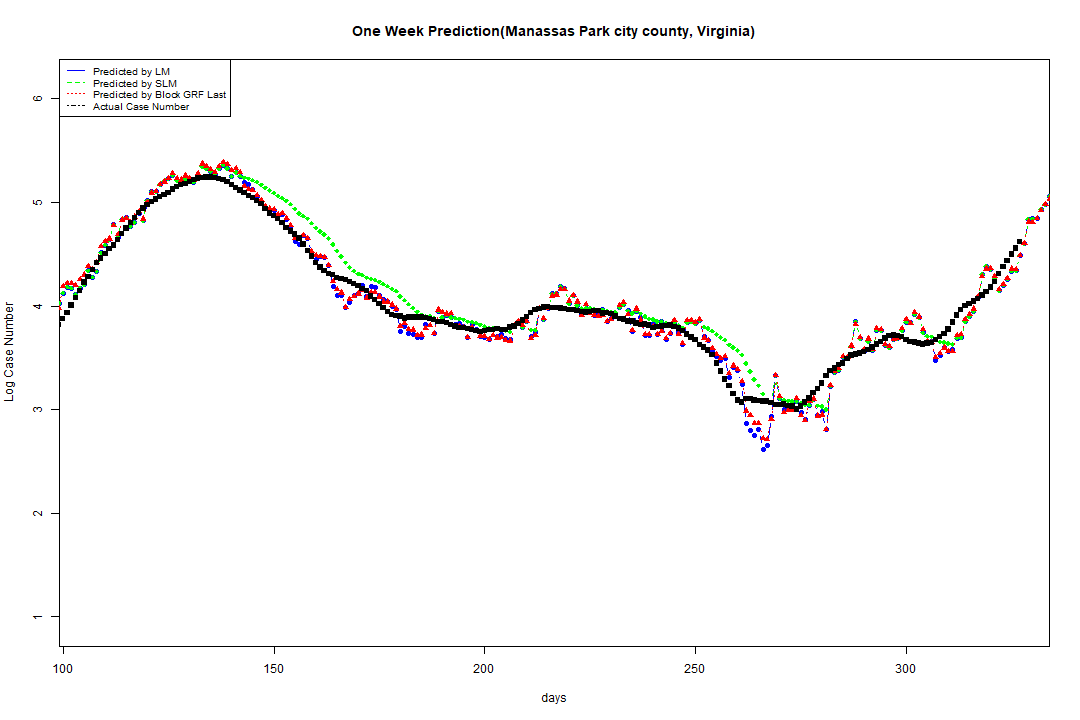 One Week Prediction(Manassas Park city county, Virginia)
Predicted by LM
Predicted by SLM
Predicted by Block GRF Last
Actual Case Number
6
5
4
3
2
1
Log Case Number
100 150 200 250 300
days